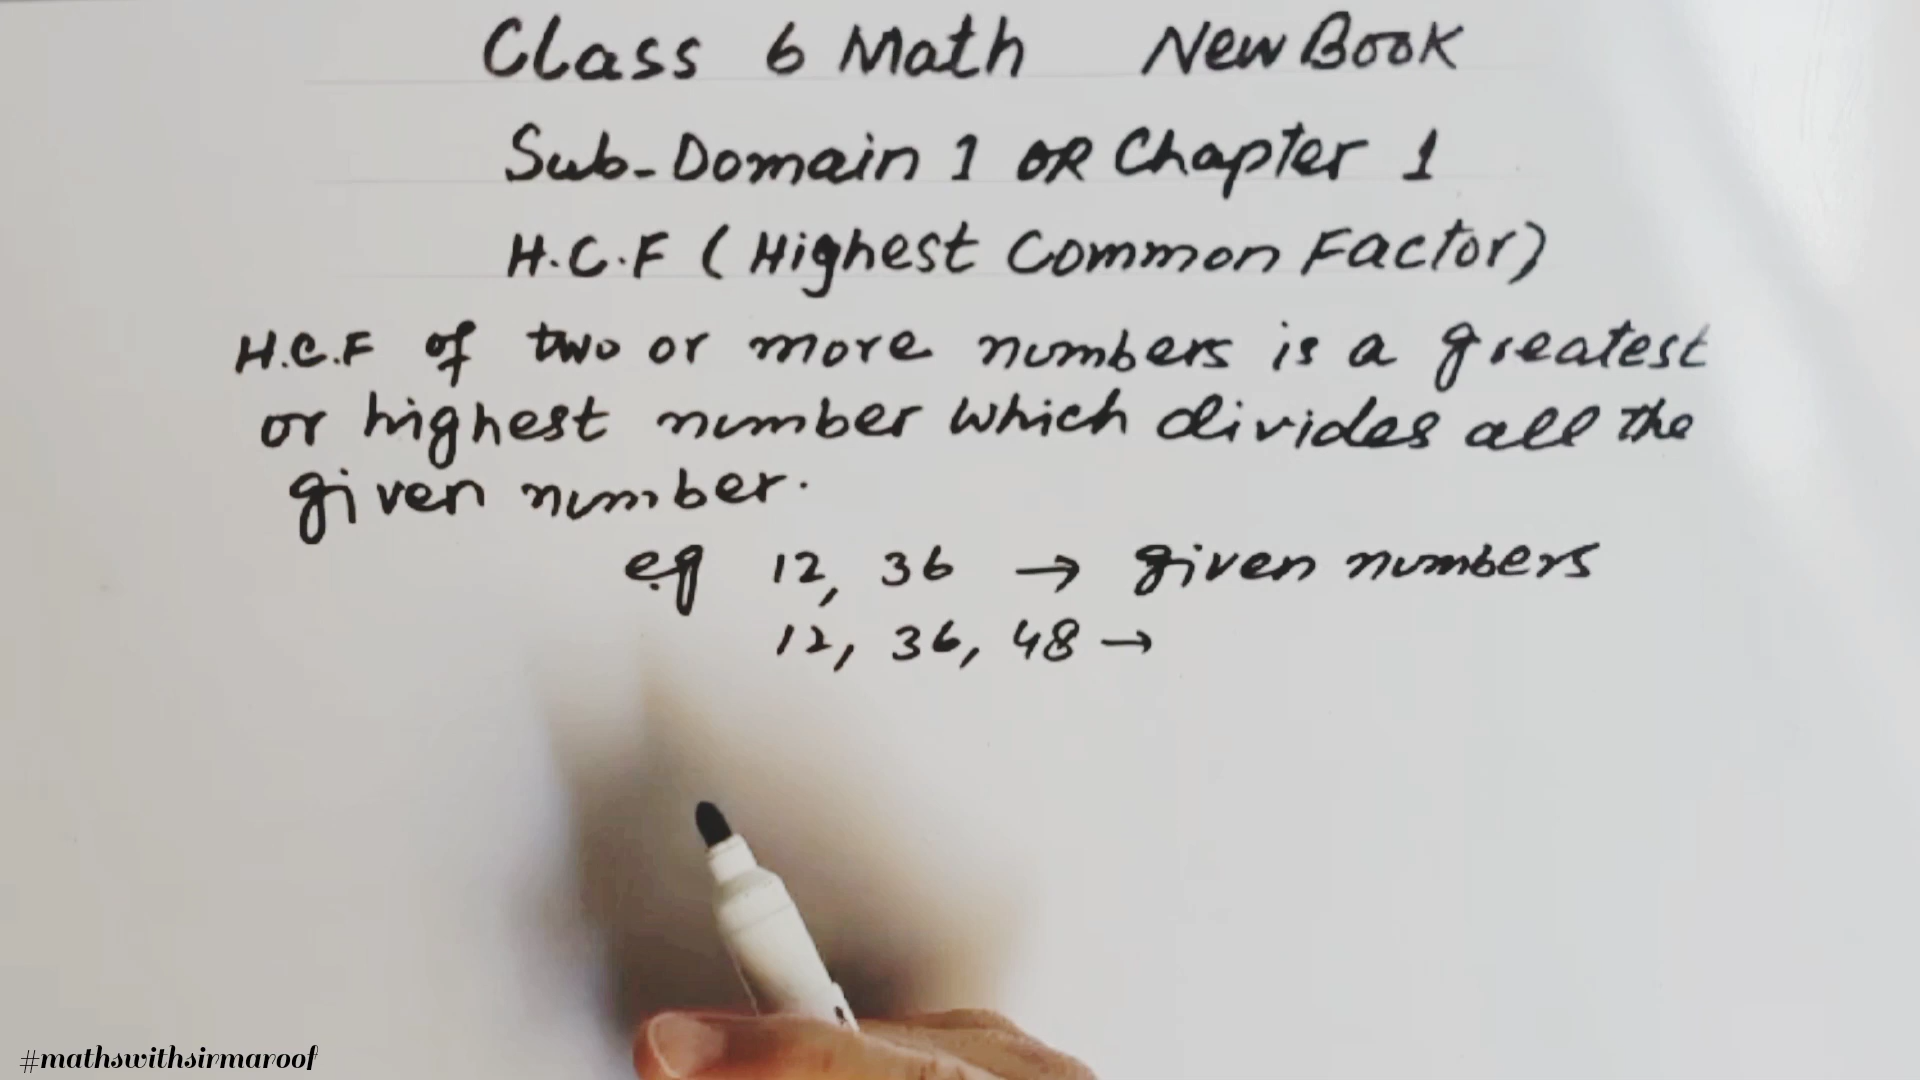 Class 6 Math New Book
Sub-Domain 1 OR Chapter 1
H.C.F (Highest Common Factor)
H.C.F of two or more numbers is a greatest
or highest number which divides all the
given number.
eg 12, 36 → given numbers
12, 36, 48 →
#mathswithsirmaroof